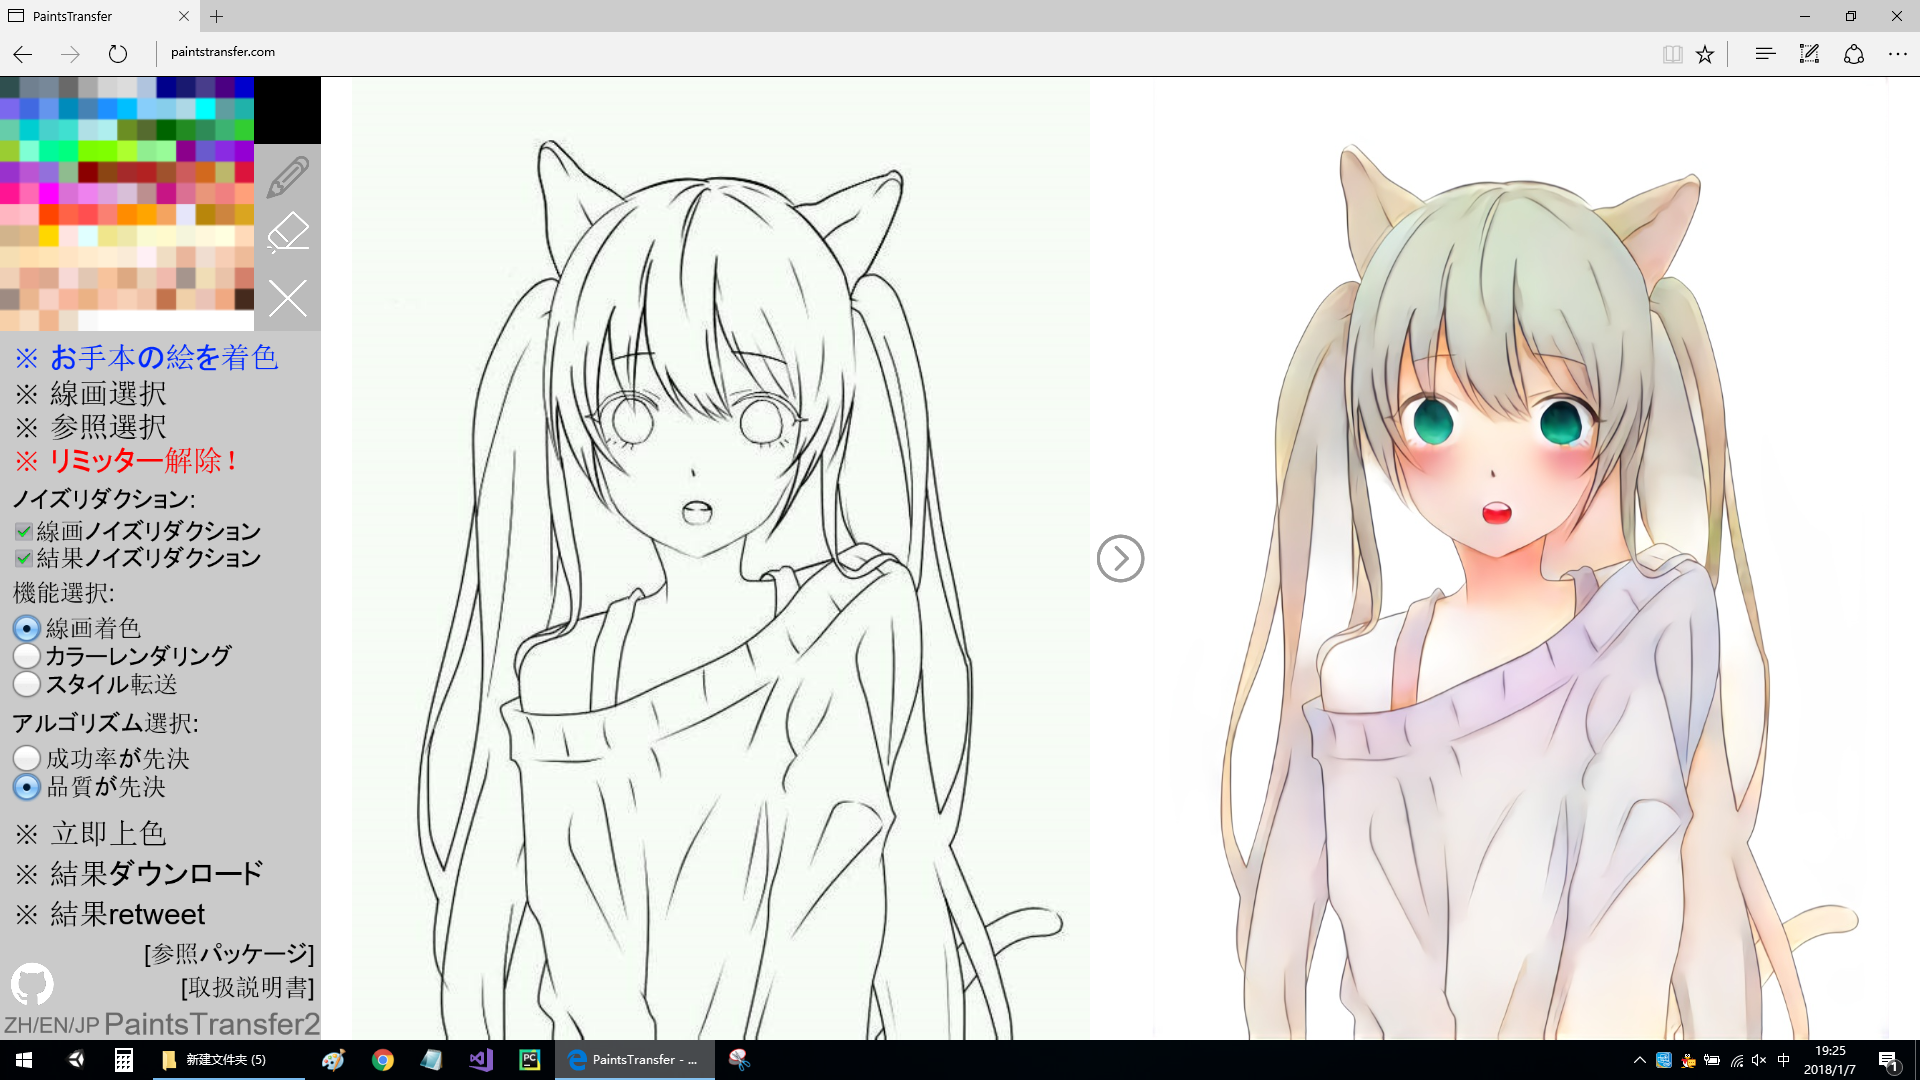 PaintsTransfer
paintstransfer.com
※ お手本の絵を着色
※ 線画選択
※ 参照選択
※ リミッター解除！
ノイズリダクション:
線画ノイズリダクション
結果ノイズリダクション
機能選択:
線画着色
カラーレンダリング
スタイル転送
アルゴリズム選択:
成功率が先決
品質が先決
※ 立即上色
※ 結果ダウンロード
※ 結果retweet
[参照パッケージ]
[取扱説明書]
ZH/EN/JP PaintsTransfer2
新建文件夹 (5)
PC
PaintsTransfer - ...
中
19:25
2018/1/7
1